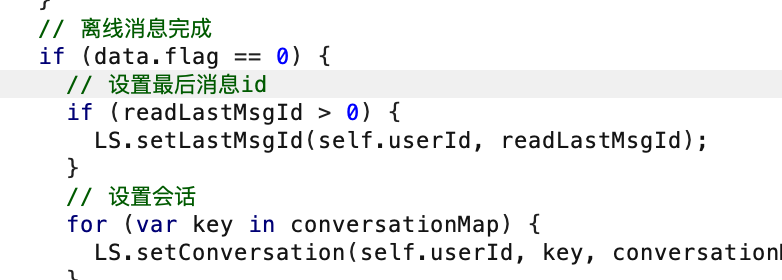 }
// 离线消息完成
if (data.flag == 0) {
// 设置最后消息id
if (readLastMsgId > 0) {
LS.setLastMsgId(self.userId, readLastMsgId);
}
// 设置会话
for (var key in conversationMap) {
LS.setConversation(self.userId, key,
}